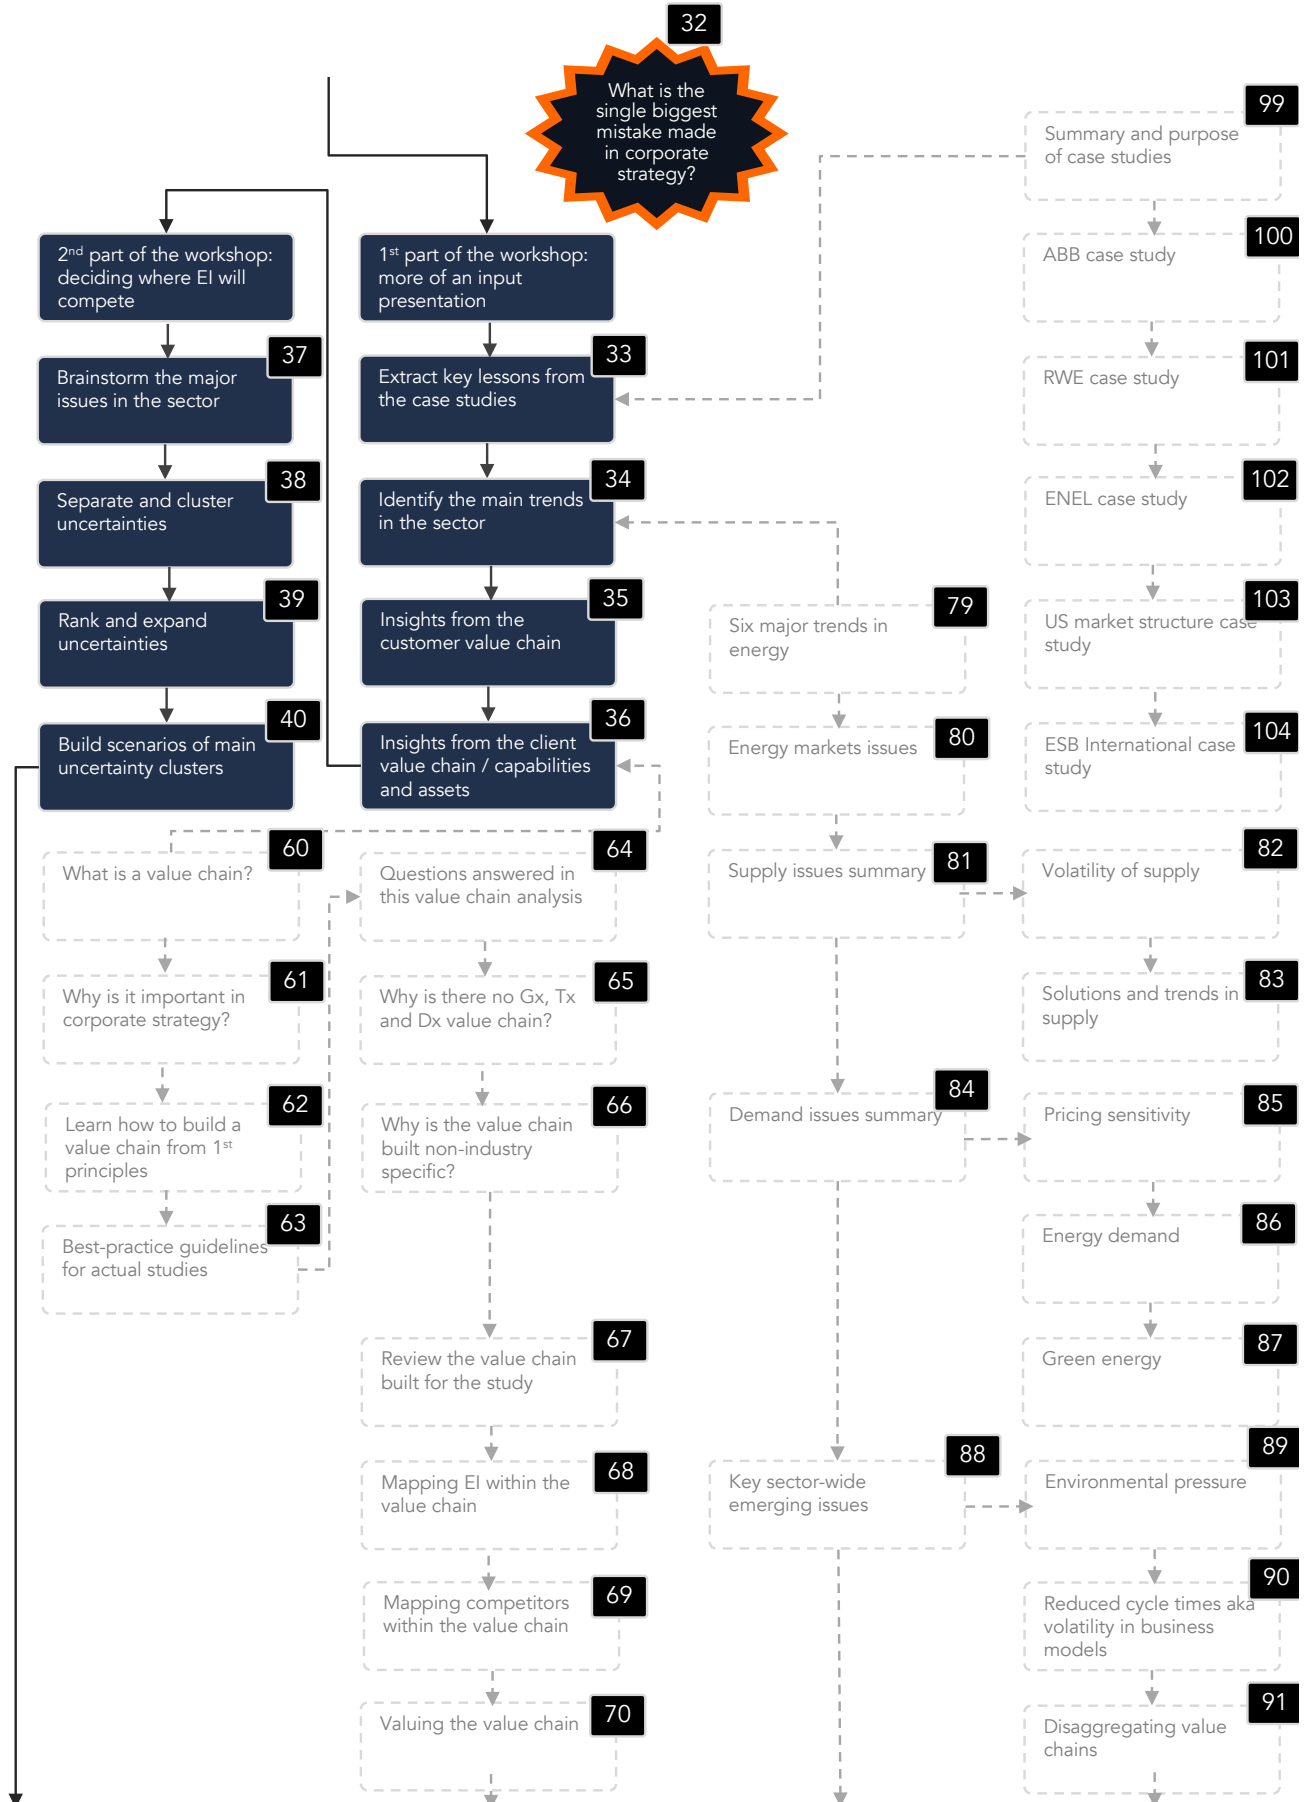 32
What is the
single biggest
mistake made
in corporate
strategy?
2nd part of the workshop:
deciding where EI will
compete
37
Brainstorm the major
issues in the sector
38
Separate and cluster
uncertainties
39
Rank and expand
uncertainties
40
Build scenarios of main
uncertainty clusters
1st part of the workshop:
more of an input
presentation
33
Extract key lessons from
the case studies
34
Identify the main trends
in the sector
35
Insights from the
customer value chain
36
Insights from the client
value chain / capabilities
and assets
60
What is a value chain?
61
Why is it important in
corporate strategy?
62
Learn how to build a
value chain from 1st
principles
63
Best-practice guidelines
for actual studies
64
Questions answered in
this value chain analysis
65
Why is there no Gx, Tx
and Dx value chain?
66
Why is the value chain
built non-industry
specific?
67
Review the value chain
built for the study
68
Mapping EI within the
value chain
69
Mapping competitors
within the value chain
70
Valuing the value chain
79
Six major trends in
energy
80
Energy markets issues
81
Supply issues summary
84
Demand issues summary
88
Key sector-wide
emerging issues
99
Summary and purpose
of case studies
100
ABB case study
101
RWE case study
102
ENEL case study
103
US market structure case
study
104
ESB International case
study
82
Volatility of supply
83
Solutions and trends in
supply
85
Pricing sensitivity
86
Energy demand
87
Green energy
89
Environmental pressure
90
Reduced cycle times aka
volatility in business
models
91
Disaggregating value
chains